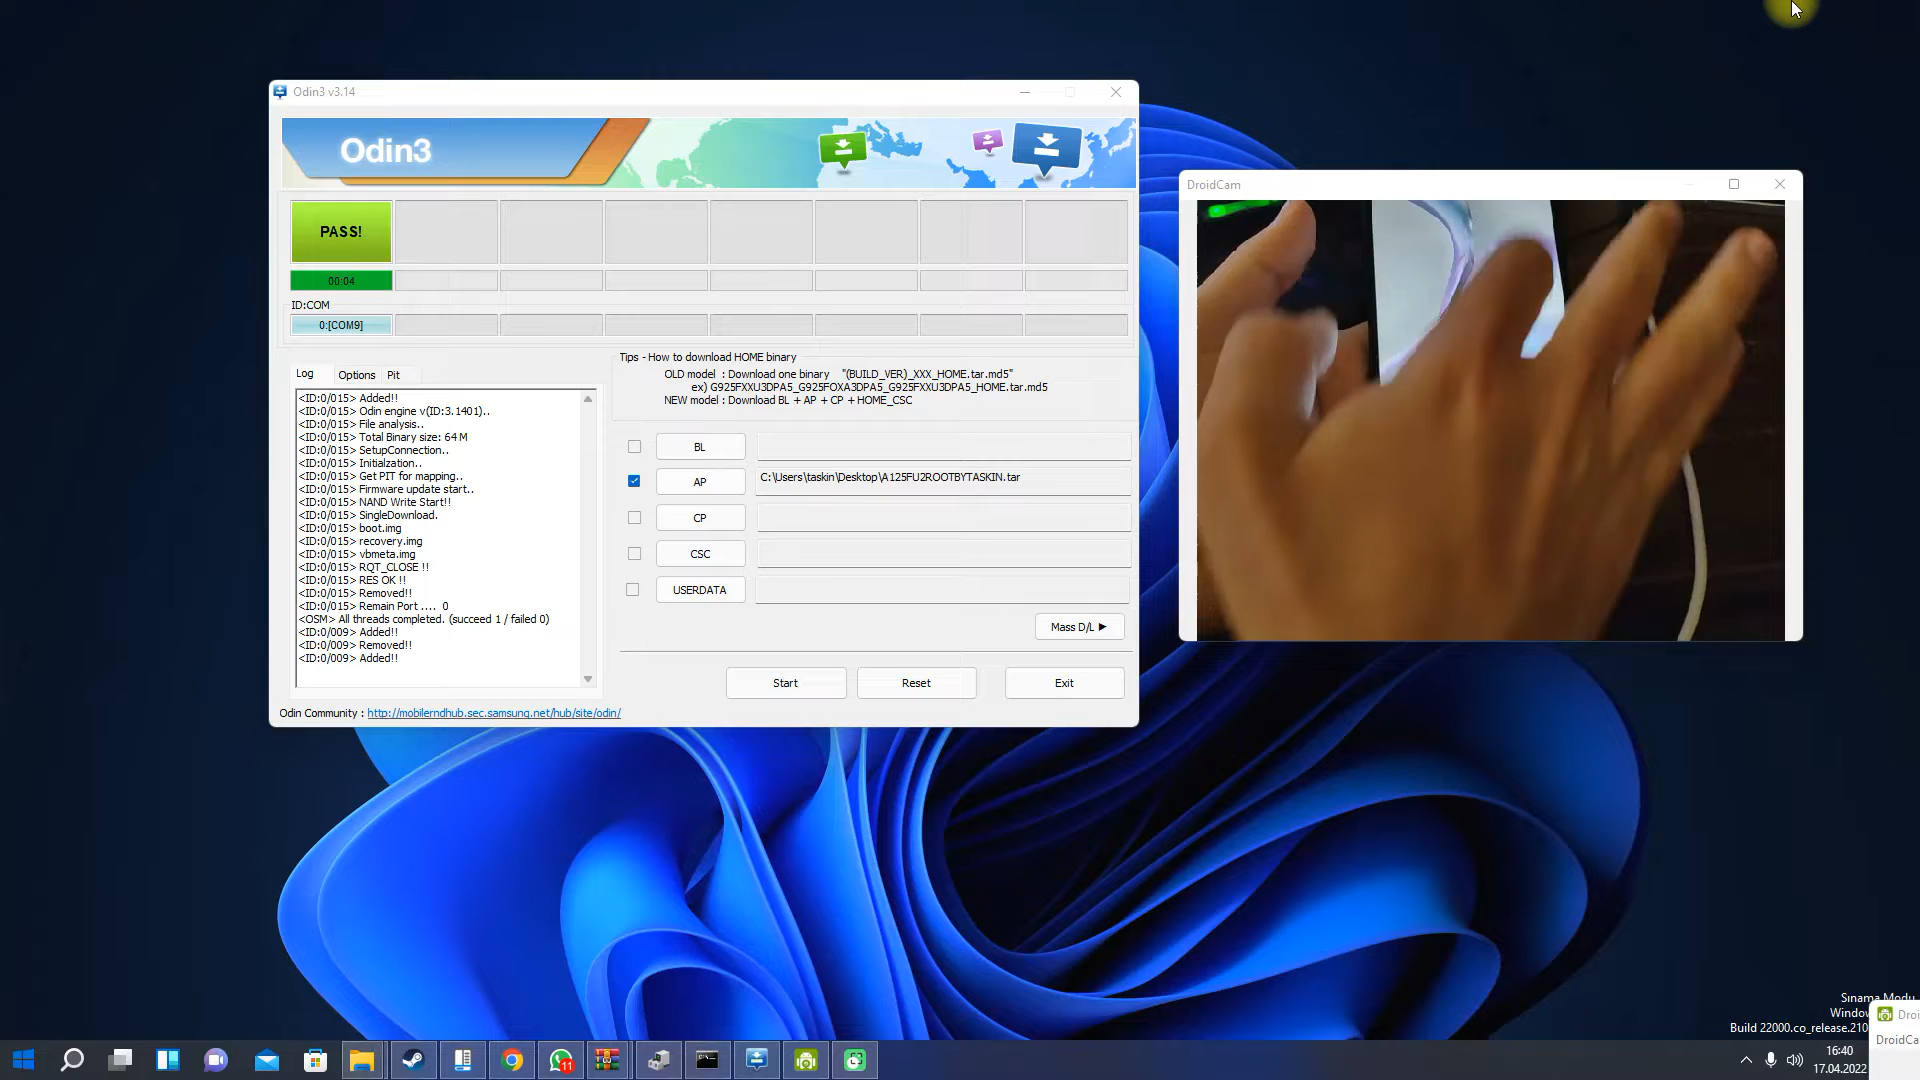 Odin3 v3.14
Odin3
PASS!
00:04
ID:COM
0:[COM9]
Log
Options
Pit
<ID:0/015> Added!!
<ID:0/015> Odin engine v(ID:3.1401)..
<ID:0/015> File analysis..
<ID:0/015> Total Binary size: 64 M
<ID:0/015> SetupConnection..
<ID:0/015> Initialzation..
<ID:0/015> Get PIT for mapping..
<ID:0/015> Firmware update start..
<ID:0/015> NAND Write Start!!
<ID:0/015> SingleDownload.
<ID:0/015> boot.img
<ID:0/015> recovery.img
<ID:0/015> vbmeta.img
<ID:0/015> RQT_CLOSE !!
<ID:0/015> RES OK !!
<ID:0/015> Removed!!
<ID:0/015> Remain Port .... 0
<OSM> All threads completed. (succeed 1 / failed 0)
<ID:0/009> Added!!
<ID:0/009> Removed!!
<ID:0/009> Added!!
Tips - How to download HOME binary
OLD model : Download one binary "(BUILD_VER)_XXX_HOME.tar.md5"
ex) G925FXXU3DPA5_G925FOXA3DPA5_G925FXXU3DPA5_HOME.tar.md5
NEW model : Download BL + AP + CP + HOME_CSC
BL
AP C:\Users\taskin\Desktop\A125FU2ROOTBYTASKIN.tar
CP
CSC
USERDATA
Mass D/L ►
Start
Reset
Exit
Odin Community : http://mobilerndhub.sec.samsung.net/hub/site/odin/
DroidCam
Sınama Modu
Window
Build 22000.co_release.210
Droi
DroidCa
11
16:40
17.04.2022